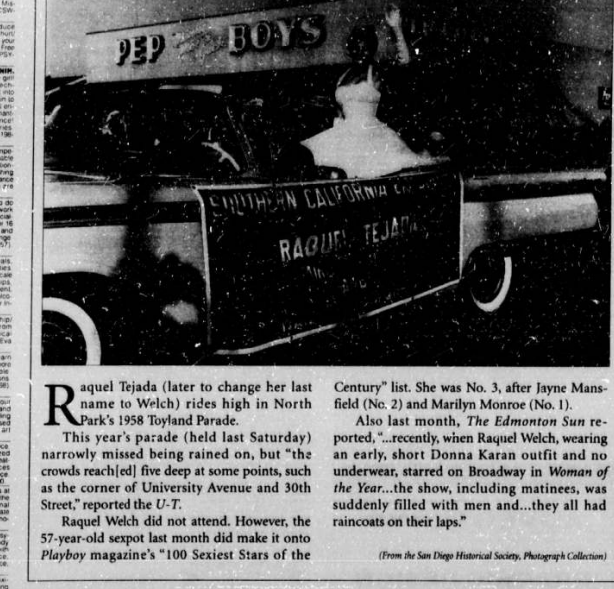 PEP BOYS
SOUTHERN CALIFORNIA
RAQUEL TEJADA
Raquel Tejada (later to change her last
name to Welch) rides high in North
Park's 1958 Toyland Parade.
This year's parade (held last Saturday)
narrowly missed being rained on, but "the
crowds reach[ed] five deep at some points, such
as the corner of University Avenue and 30th
Street," reported the U-T.
Raquel Welch did not attend. However, the
57-year-old sexpot last month did make it onto
Playboy magazine's "100 Sexiest Stars of the
Century" list. She was No. 3, after Jayne Mans-
field (No. 2) and Marilyn Monroe (No. 1).
Also last month, The Edmonton Sun re-
ported, "...recently, when Raquel Welch, wearing
an early, short Donna Karan outfit and no
underwear, starred on Broadway in Woman of
the Year...the show, including matinees, was
suddenly filled with men and...they all had
raincoats on their laps."
(From the San Diego Historical Society, Photograph Collection)